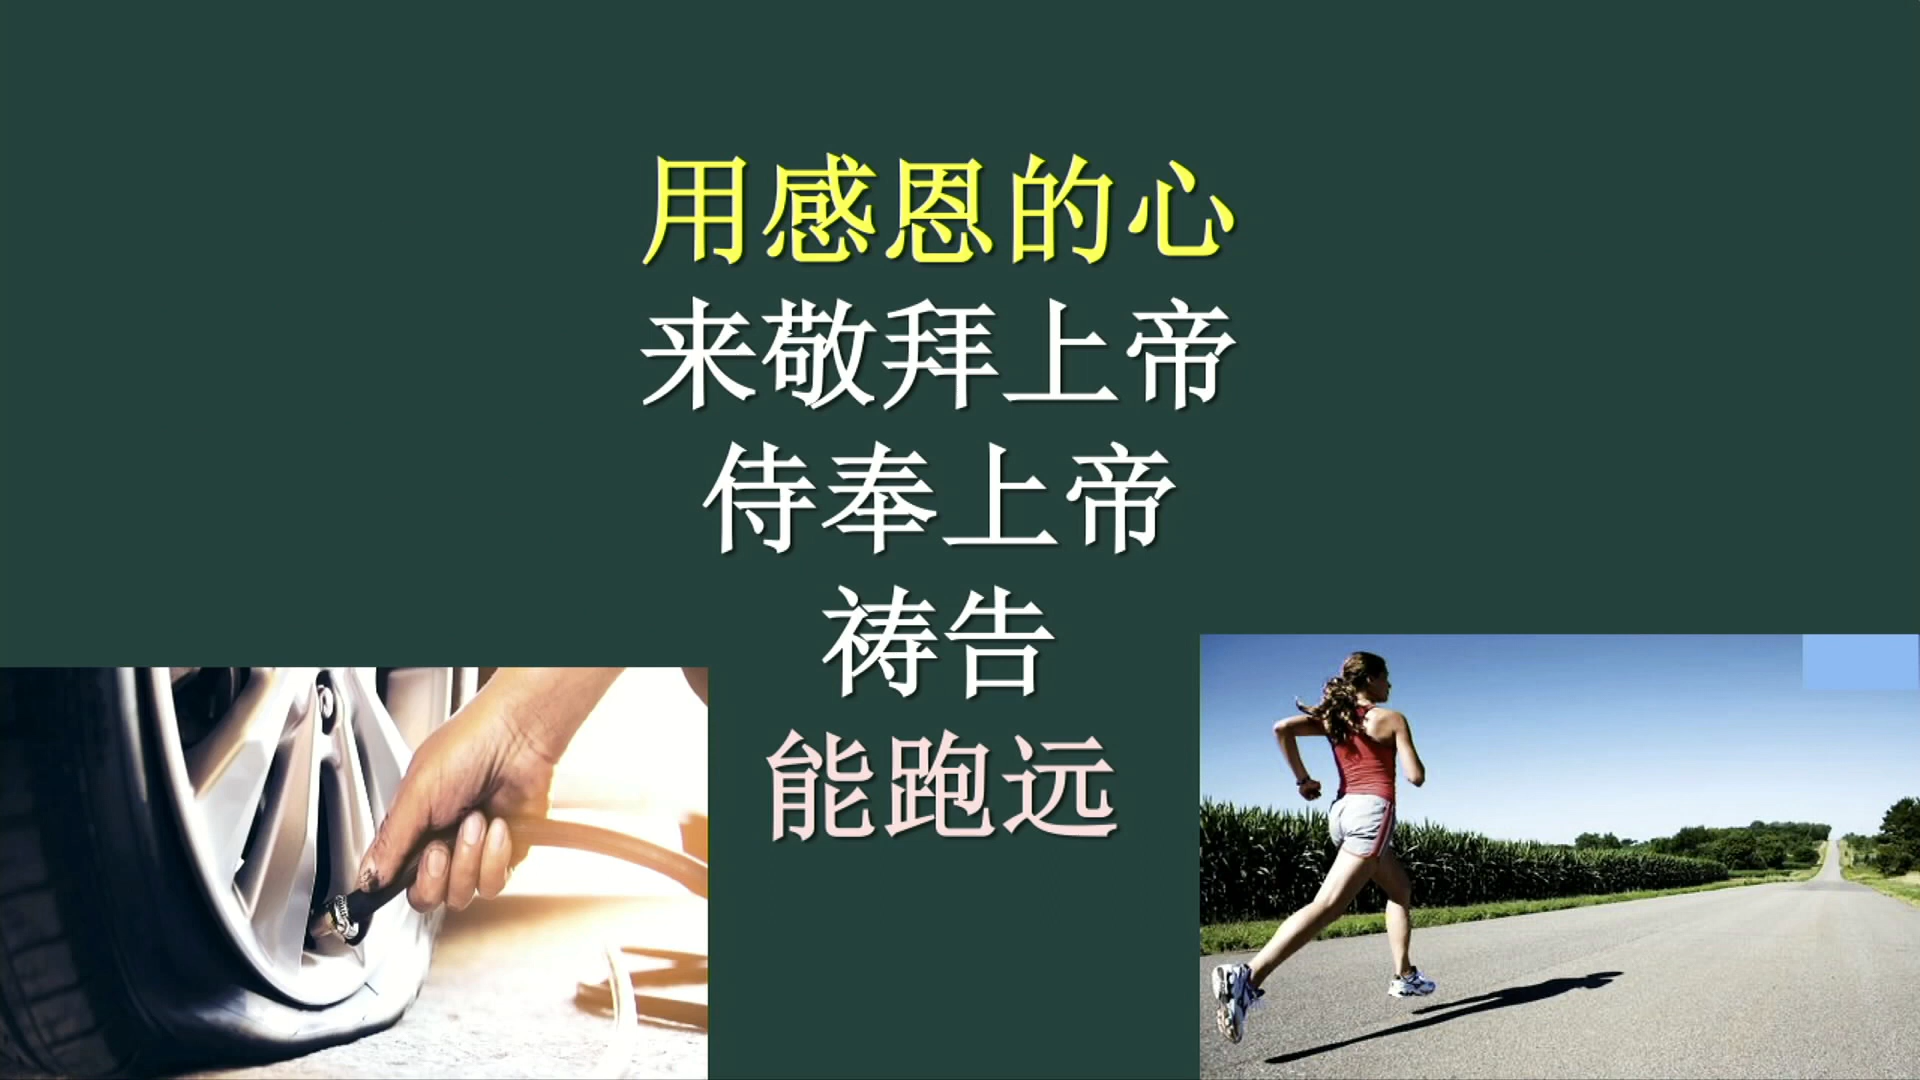 用感恩的心
来敬拜上帝
侍奉上帝
祷告
能跑远